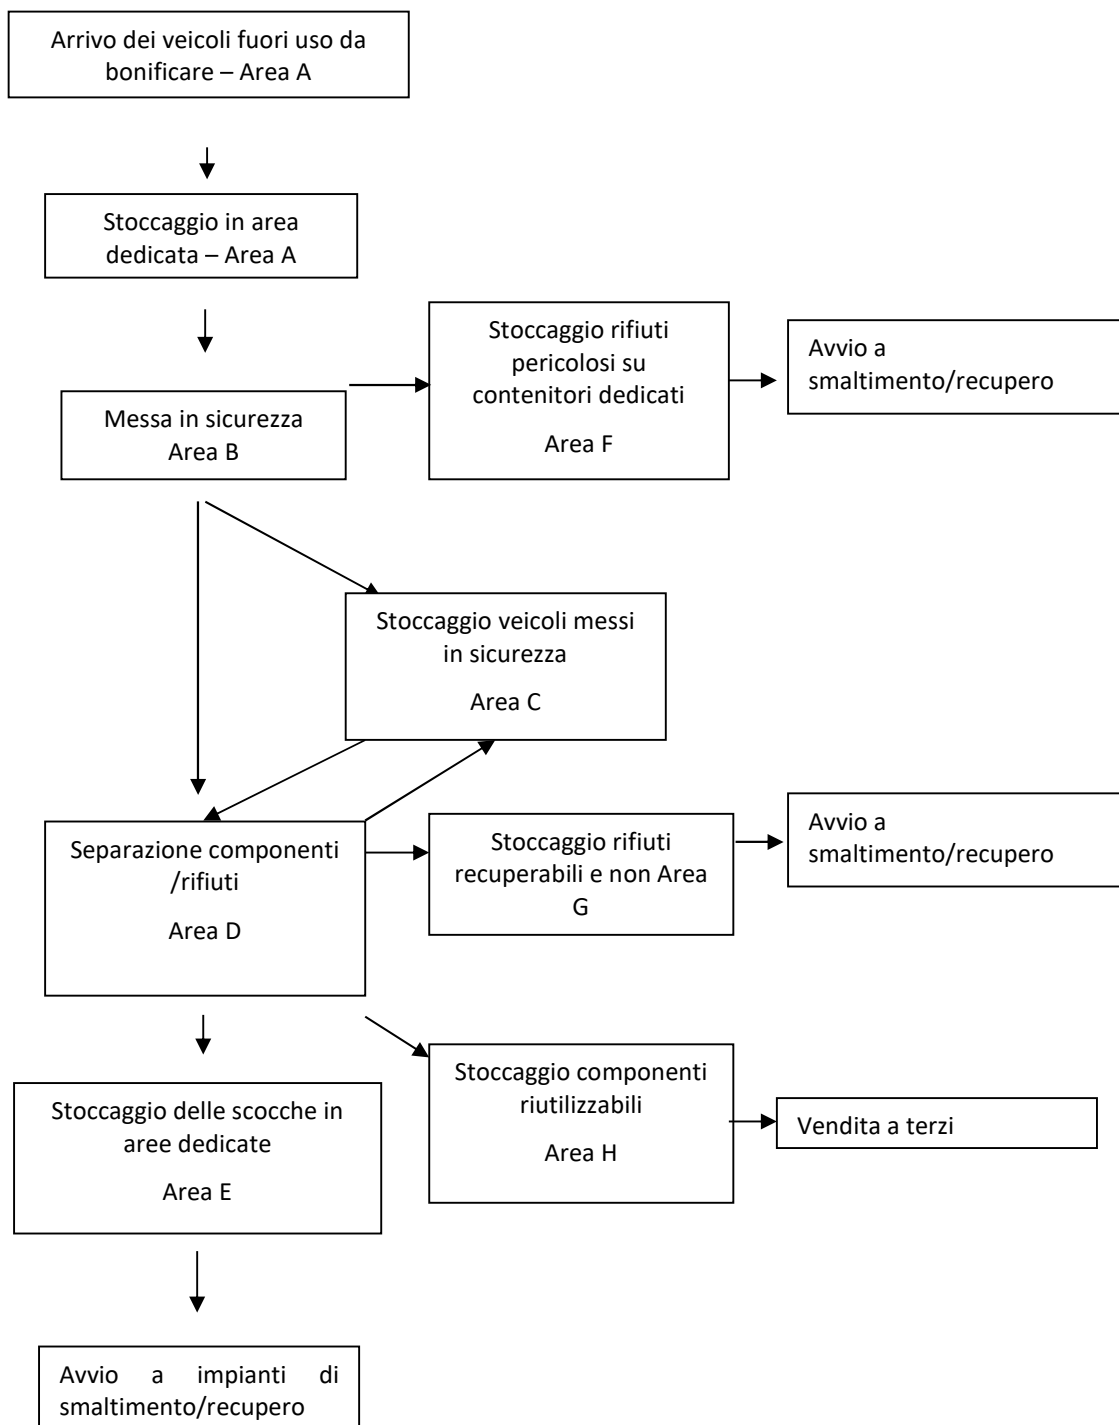 Arrivo dei veicoli fuori uso da
bonificare – Area A
Stoccaggio in area
dedicata – Area A
Stoccaggio rifiuti
pericolosi su
contenitori dedicati
Area F
Avvio a
smaltimento/recupero
Messa in sicurezza
Area B
Stoccaggio veicoli messi
in sicurezza
Area C
Separazione componenti
/rifiuti
Area D
Stoccaggio rifiuti
recuperabili e non Area
G
Avvio a
smaltimento/recupero
Stoccaggio delle scocche in
aree dedicate
Area E
Stoccaggio componenti
riutilizzabili
Area H
Vendita a terzi
Avvio a impianti di
smaltimento/recupero